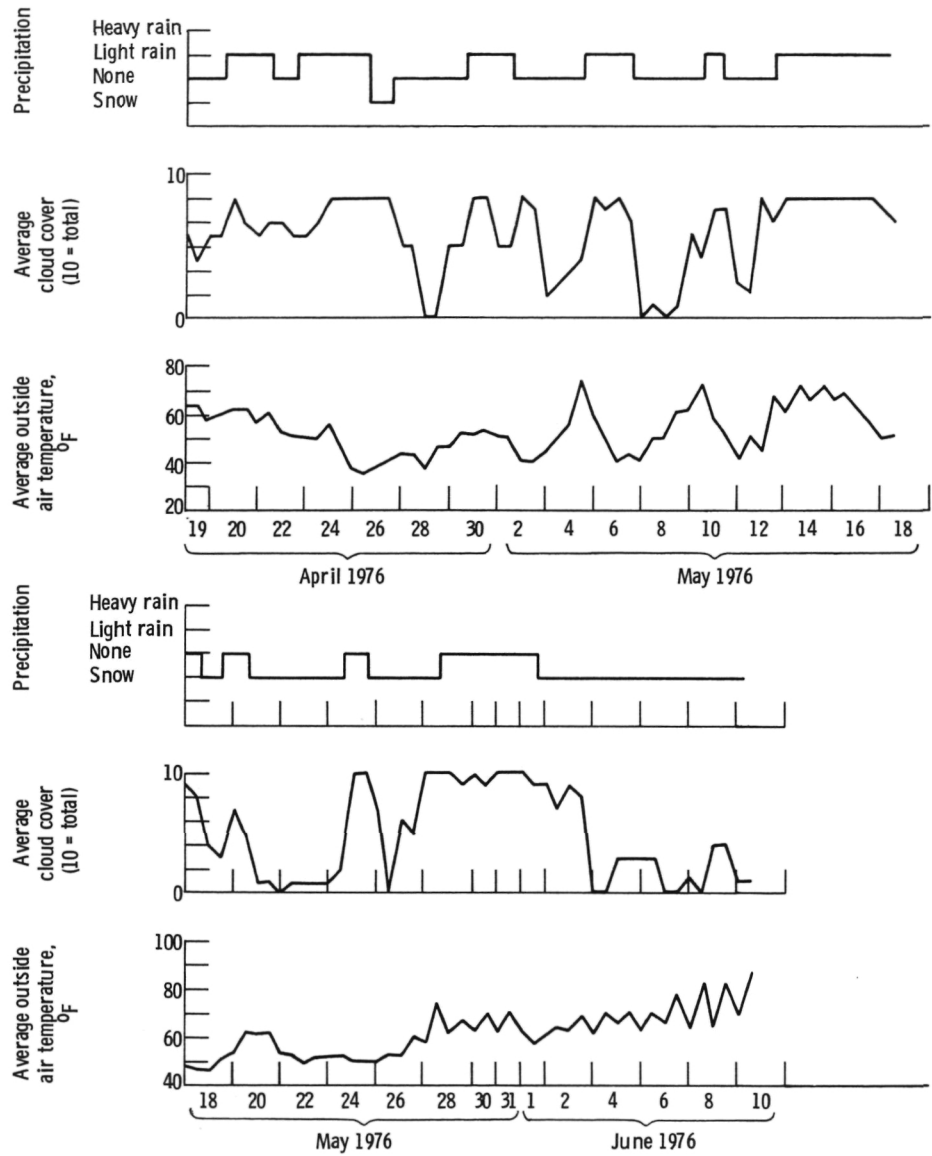 Precipitation
Heavy rain
Light rain
None
Snow
Average
cloud cover
(10 = total)
10
0
Average outside
air temperature,
°F
80
60
40
20
19 20 22 24 26 28 30 2 4 6 8 10 12 14 16 18
April 1976 May 1976
Precipitation
Heavy rain
Light rain
None
Snow
Average
cloud cover
(10 = total)
10
0
Average outside
air temperature,
°F
100
80
60
40
18 20 22 24 26 28 30 31 1 2 4 6 8 10
May 1976 June 1976